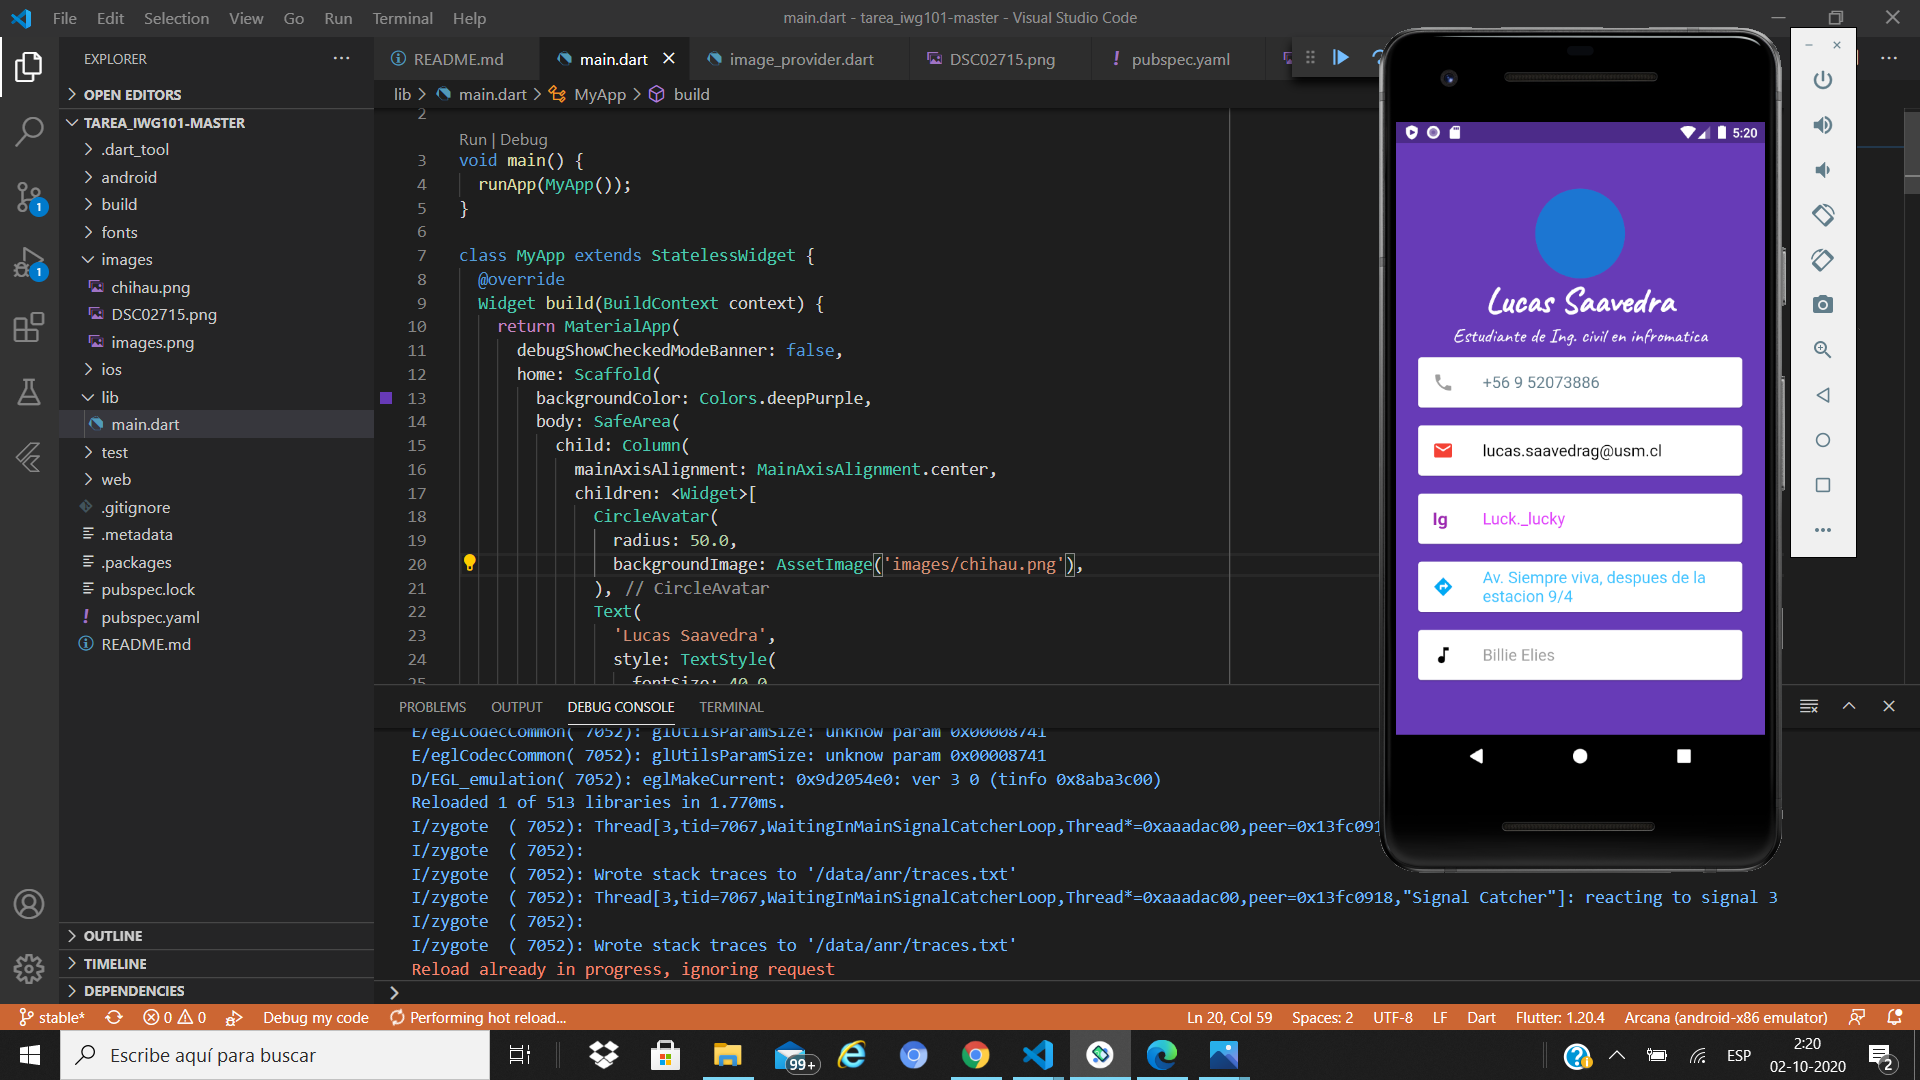 File Edit Selection View Go Run Terminal Help
main.dart - tarea_iwg101-master - Visual Studio Code
EXPLORER
OPEN EDITORS
TAREA_IWG101-MASTER
.dart_tool
android
build
fonts
images
chihau.png
DSC02715.png
images.png
ios
lib
main.dart
test
web
.gitignore
.metadata
.packages
pubspec.lock
pubspec.yaml
README.md
OUTLINE
TIMELINE
DEPENDENCIES
README.md main.dart image_provider.dart DSC02715.png pubspec.yaml
lib > main.dart > MyApp > build
2
Run | Debug
3 void main() {
4 runApp(MyApp());
5 }
6
7 class MyApp extends StatelessWidget {
8 @override
9 Widget build(BuildContext context) {
10 return MaterialApp(
11 debugShowCheckedModeBanner: false,
12 home: Scaffold(
13 backgroundColor: Colors.deepPurple,
14 body: SafeArea(
15 child: Column(
16 mainAxisAlignment: MainAxisAlignment.center,
17 children: <Widget>[
18 CircleAvatar(
19 radius: 50.0,
20 backgroundImage: AssetImage('images/chihau.png'),
21 ), // CircleAvatar
22 Text(
23 'Lucas Saavedra',
24 style: TextStyle(
25 fontSize: 40.0
PROBLEMS OUTPUT DEBUG CONSOLE TERMINAL
E/eglCodecCommon( 7052): glUtilsParamSize: unknow param 0x00008741
E/eglCodecCommon( 7052): glUtilsParamSize: unknow param 0x00008741
D/EGL_emulation( 7052): eglMakeCurrent: 0x9d2054e0: ver 3 0 (tinfo 0x8aba3c00)
Reloaded 1 of 513 libraries in 1.770ms.
I/zygote ( 7052): Thread[3,tid=7067,WaitingInMainSignalCatcherLoop,Thread*=0xaaadac00,peer=0x13fc091
I/zygote ( 7052):
I/zygote ( 7052): Wrote stack traces to '/data/anr/traces.txt'
I/zygote ( 7052): Thread[3,tid=7067,WaitingInMainSignalCatcherLoop,Thread*=0xaaadac00,peer=0x13fc0918,"Signal Catcher"]: reacting to signal 3
I/zygote ( 7052):
I/zygote ( 7052): Wrote stack traces to '/data/anr/traces.txt'
Reload already in progress, ignoring request
5:20
Lucas Saavedra
Estudiante de Ing. civil en infromatica
+56 9 52073886
lucas.saavedrag@usm.cl
Ig Luck._lucky
Av. Siempre viva, despues de la
estacion 9/4
Billie Elies
1
1
stable* 0 0 Debug my code Performing hot reload... Ln 20, Col 59 Spaces: 2 UTF-8 LF Dart Flutter: 1.20.4 Arcana (android-x86 emulator)
Escribe aquí para buscar
99+
ESP
2:20
02-10-2020
2